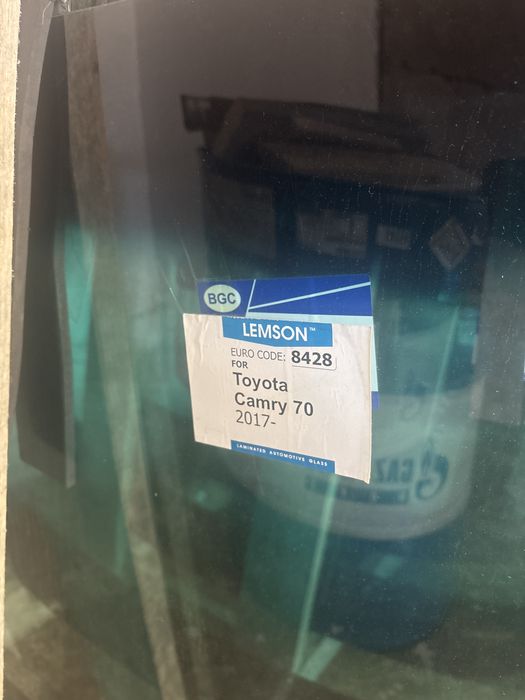 BGC
LEMSON™
EURO CODE: 8428
FOR
Toyota
Camry 70
2017-
LAMINATED AUTOMOTIVE GLASS